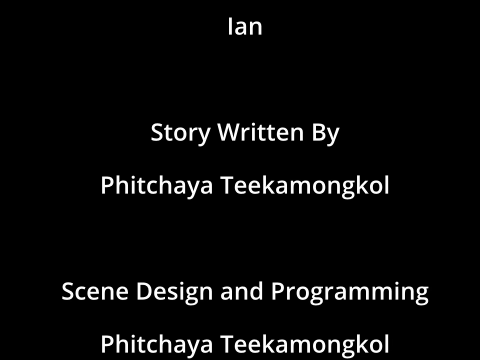 Ian
Story Written By
Phitchaya Teekamongkol
Scene Design and Programming
Phitchaya Teekamongkol